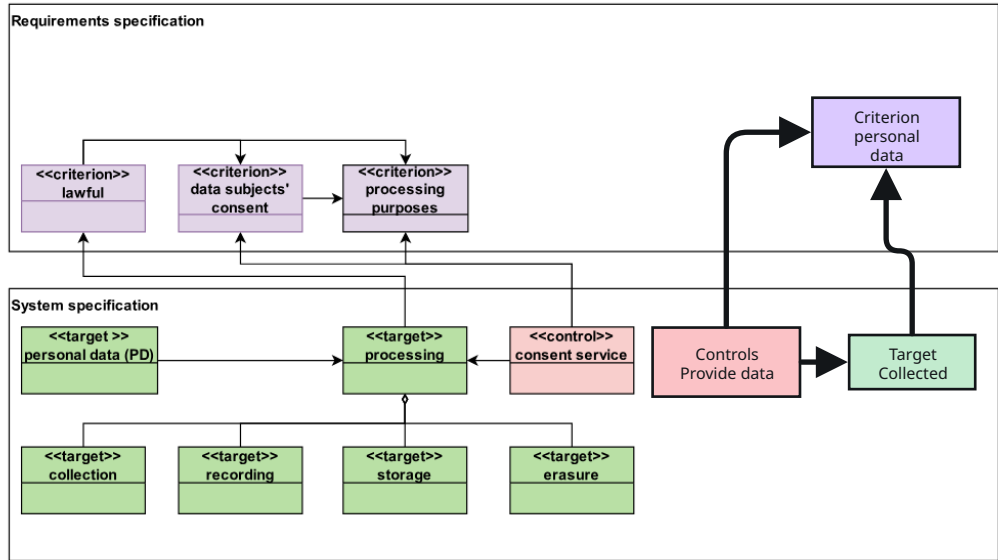 Requirements specification
Criterion
personal
data
<<criterion>>
lawful
<<criterion>>
data subjects'
consent
<<criterion>>
processing
purposes
System specification
<<target >>
personal data (PD)
<<target>>
processing
<<control>>
consent service
Controls
Provide data
Target
Collected
<<target>>
collection
<<target>>
recording
<<target>>
storage
<<target>>
erasure